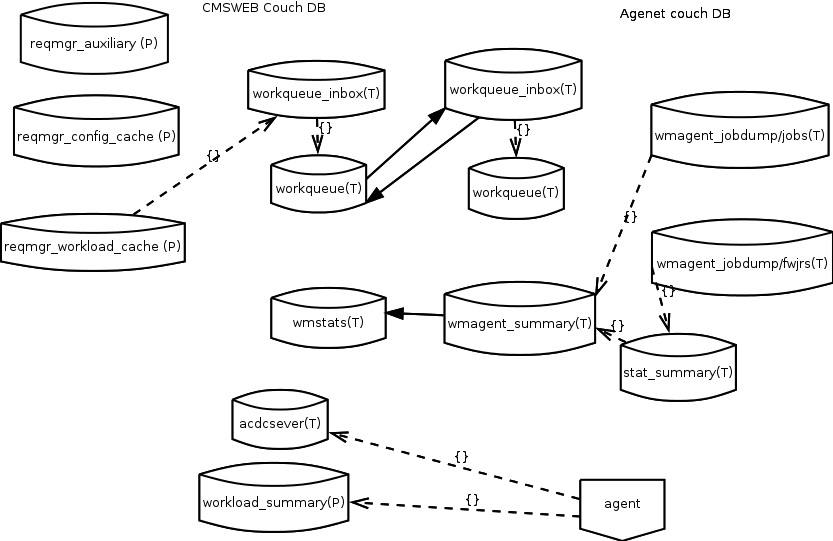 CMSWEB Couch DB
Agenet couch DB
reqmgr_auxiliary (P)
workqueue_inbox(T)
workqueue_inbox(T)
reqmgr_config_cache (P)
{}
{}
{}
wmagent_jobdump/jobs(T)
workqueue(T)
workqueue(T)
reqmgr_workload_cache (P)
{}
wmagent_jobdump/fwjrs(T)
{}
wmstats(T)
wmagent_summary(T)
{}
stat_summary(T)
acdcsever(T)
{}
workload_summary(P)
{}
agent